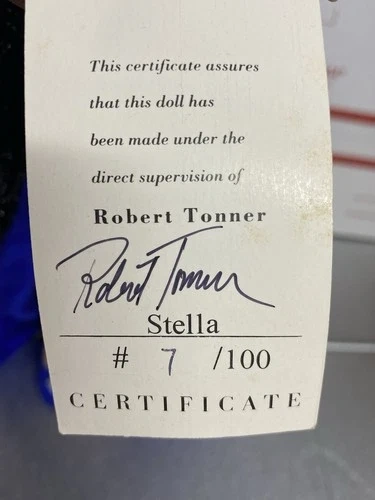 This certificate assures
that this doll has
been made under the
direct supervision of
Robert Tonner
Robert Tonner
Stella
# 7 /100
CERTIFICATE